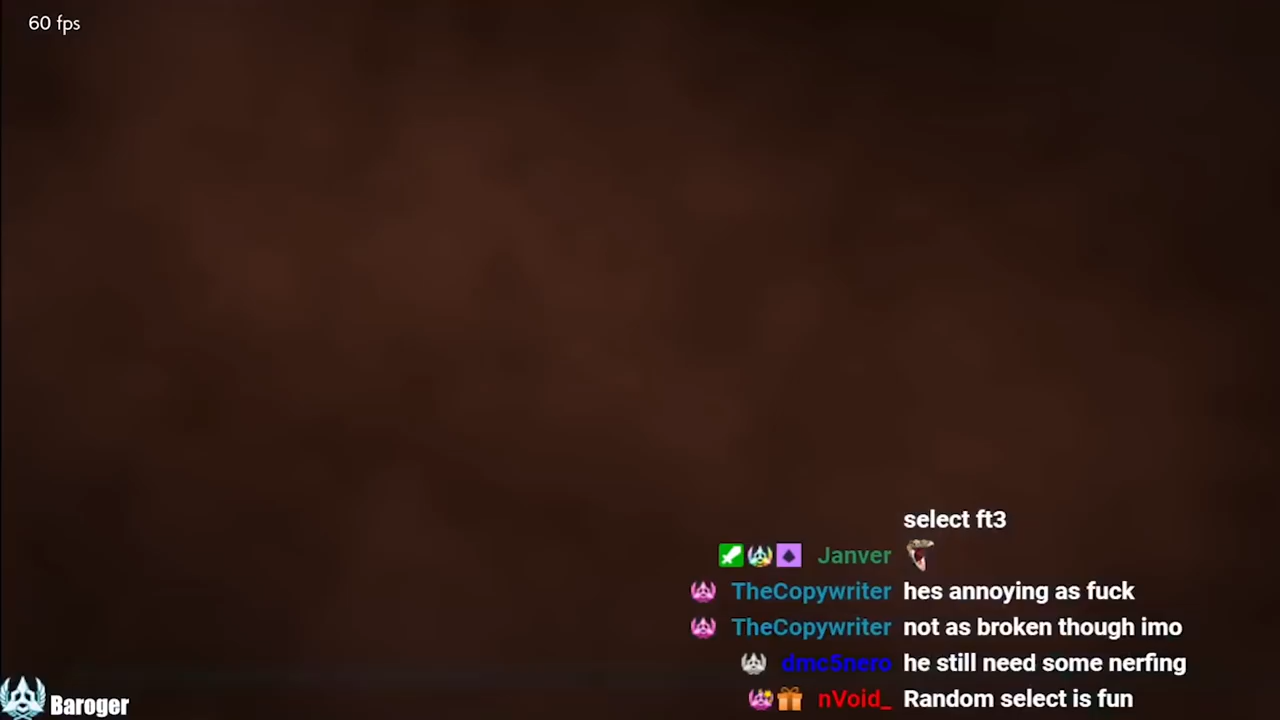 60 fps
select ft3
Janver
TheCopywriter hes annoying as fuck
TheCopywriter not as broken though imo
dmc5nero he still need some nerfing
nVoid_ Random select is fun
Baroger